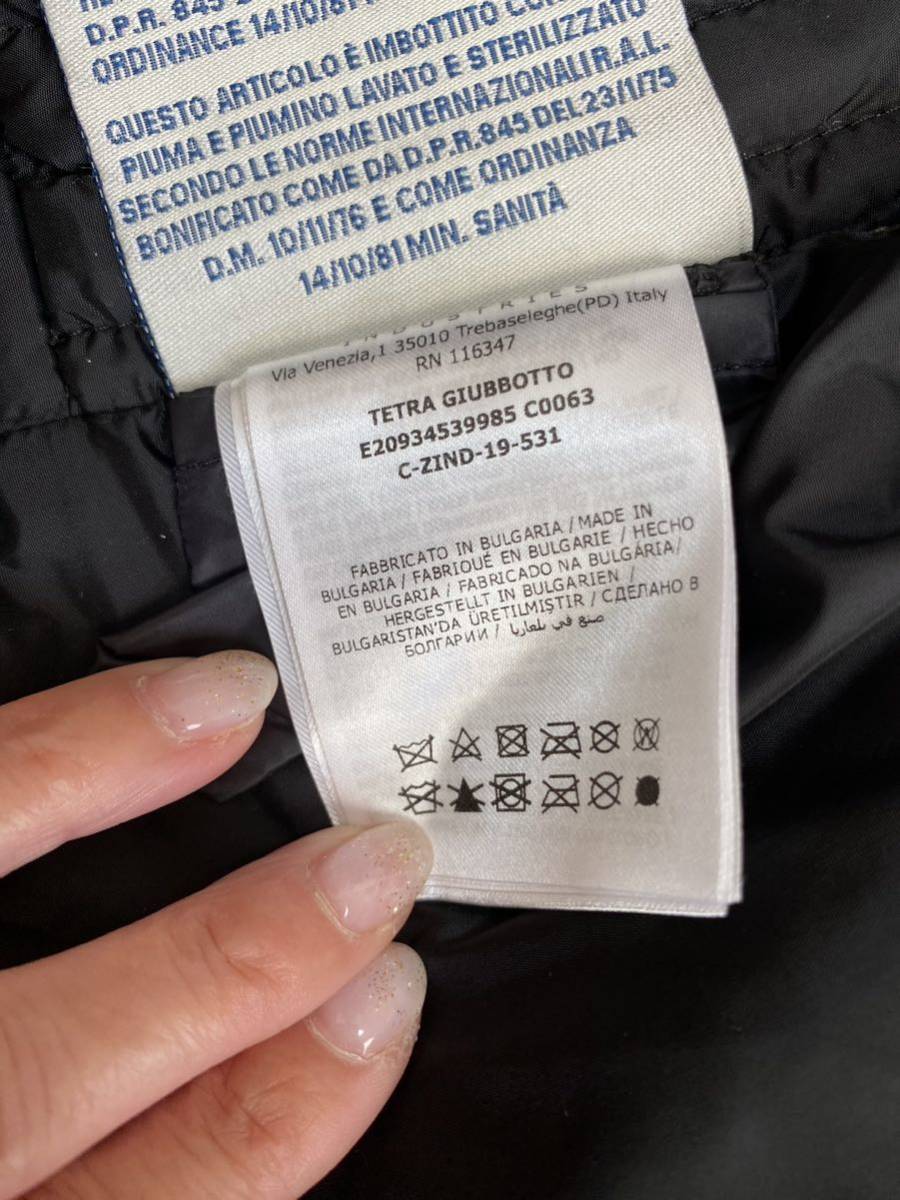 D.P.R. 845
ORDINANCE 14/10/81
QUESTO ARTICOLO È IMBOTTITO CON
PIUMA E PIUMINO LAVATO E STERILIZZATO
SECONDO LE NORME INTERNAZIONALI R.A.L.
BONIFICATO COME DA D.P.R.845 DEL 23/1/75
D.M. 10/11/76 E COME ORDINANZA
14/10/81 MIN. SANITÀ
INDUSTRIES
Via Venezia,1 35010 Trebaseleghe(PD) Italy
RN 116347
TETRA GIUBBOTTO
E20934539985 C0063
C-ZIND-19-531
FABBRICATO IN BULGARIA / MADE IN
BULGARIA / FABRIQUÉ EN BULGARIE / HECHO
EN BULGARIA / FABRICADO NA BULGÁRIA/
HERGESTELLT IN BULGARIEN /
BULGARISTAN'DA ÜRETILMIŞTIR / СДЕЛАНО В
БОЛГАРИИ / صنع في بلغاريا